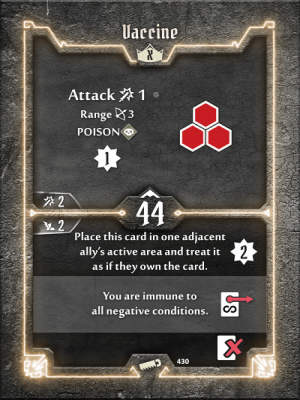 Vaccine
X
Attack 1
Range 3
POISON
1
2
44
2
Place this card in one adjacent
ally's active area and treat it
as if they own the card.
2
You are immune to
all negative conditions.
430